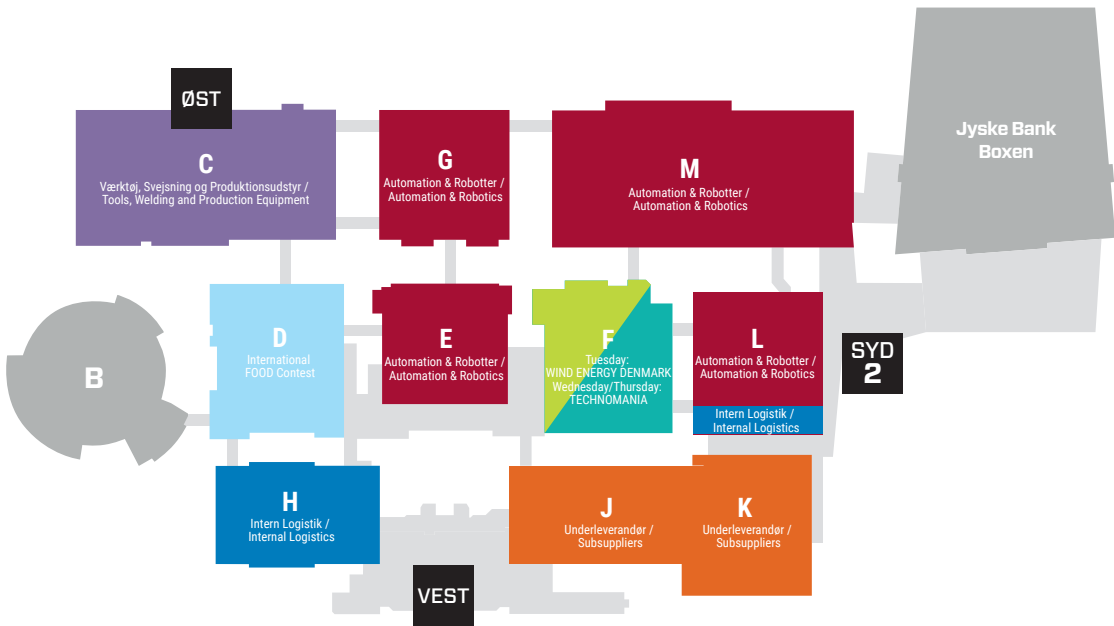 ØST
C
Værktøj, Svejsning og Produktionsudstyr /
Tools, Welding and Production Equipment
G
Automation & Robotter /
Automation & Robotics
M
Automation & Robotter /
Automation & Robotics
Jyske Bank
Boxen
B
D
International
FOOD Contest
E
Automation & Robotter /
Automation & Robotics
F
Tuesday:
WIND ENERGY DENMARK
Wednesday/Thursday:
TECHNOMANIA
L
Automation & Robotter /
Automation & Robotics
Intern Logistik /
Internal Logistics
SYD
2
H
Intern Logistik /
Internal Logistics
J
Underleverandør /
Subsuppliers
K
Underleverandør /
Subsuppliers
VEST